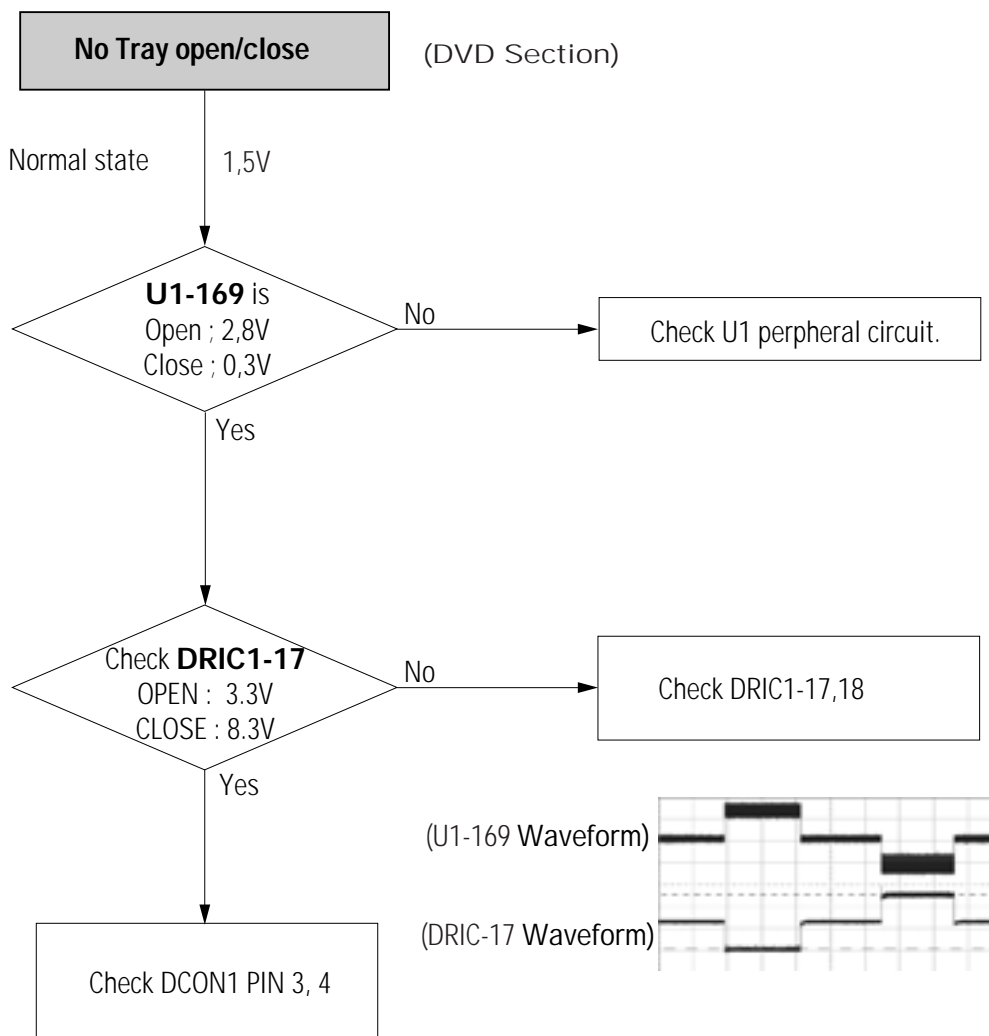 No Tray open/close
(DVD Section)
Normal state
1,5V
U1-169 is
Open ; 2,8V
Close ; 0,3V
No
Check U1 perpheral circuit.
Yes
Check DRIC1-17
OPEN : 3.3V
CLOSE : 8.3V
No
Check DRIC1-17,18
Yes
(U1-169 Waveform)
(DRIC-17 Waveform)
Check DCON1 PIN 3, 4